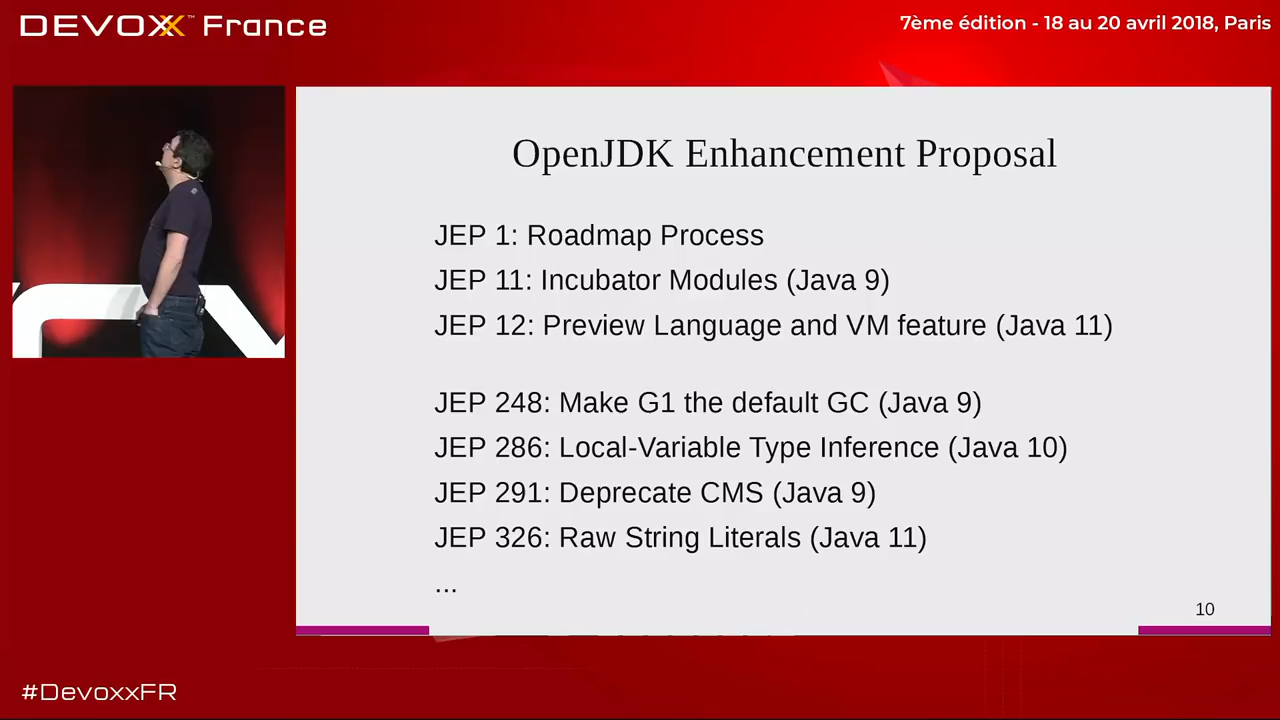 DEVOXX™ France
7ème édition - 18 au 20 avril 2018, Paris
OpenJDK Enhancement Proposal
JEP 1: Roadmap Process
JEP 11: Incubator Modules (Java 9)
JEP 12: Preview Language and VM feature (Java 11)
JEP 248: Make G1 the default GC (Java 9)
JEP 286: Local-Variable Type Inference (Java 10)
JEP 291: Deprecate CMS (Java 9)
JEP 326: Raw String Literals (Java 11)
...
10
#DevoxxFR